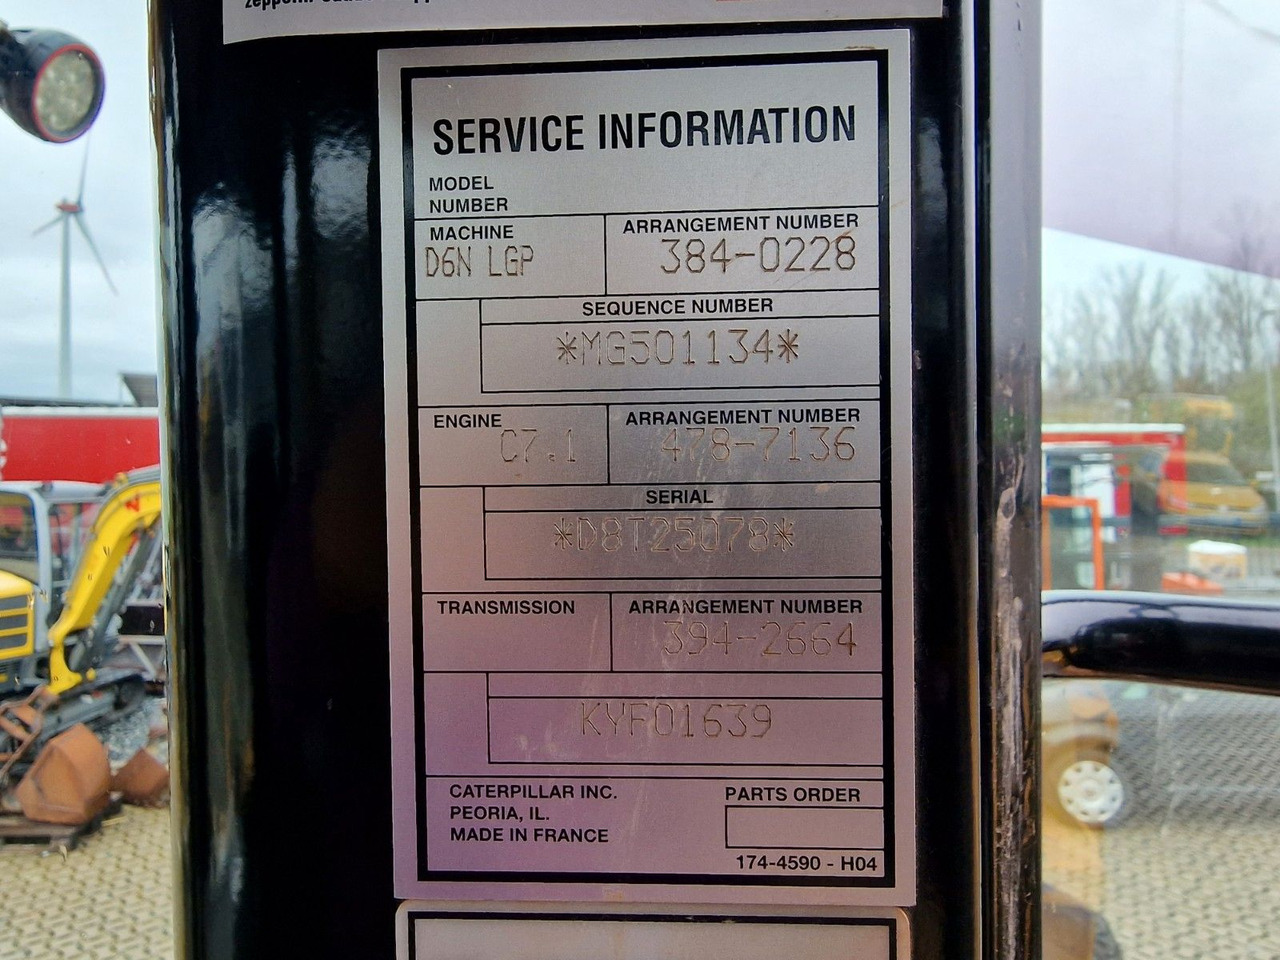 SERVICE INFORMATION
MODEL
NUMBER
MACHINE
D6N LGP
ARRANGEMENT NUMBER
384-0228
SEQUENCE NUMBER
*MG501134*
ENGINE
C7.1
ARRANGEMENT NUMBER
478-7136
SERIAL
*D8T25078*
TRANSMISSION
ARRANGEMENT NUMBER
394-2664
KYF01639
CATERPILLAR INC.
PEORIA, IL.
MADE IN FRANCE
PARTS ORDER
174-4590 - H04